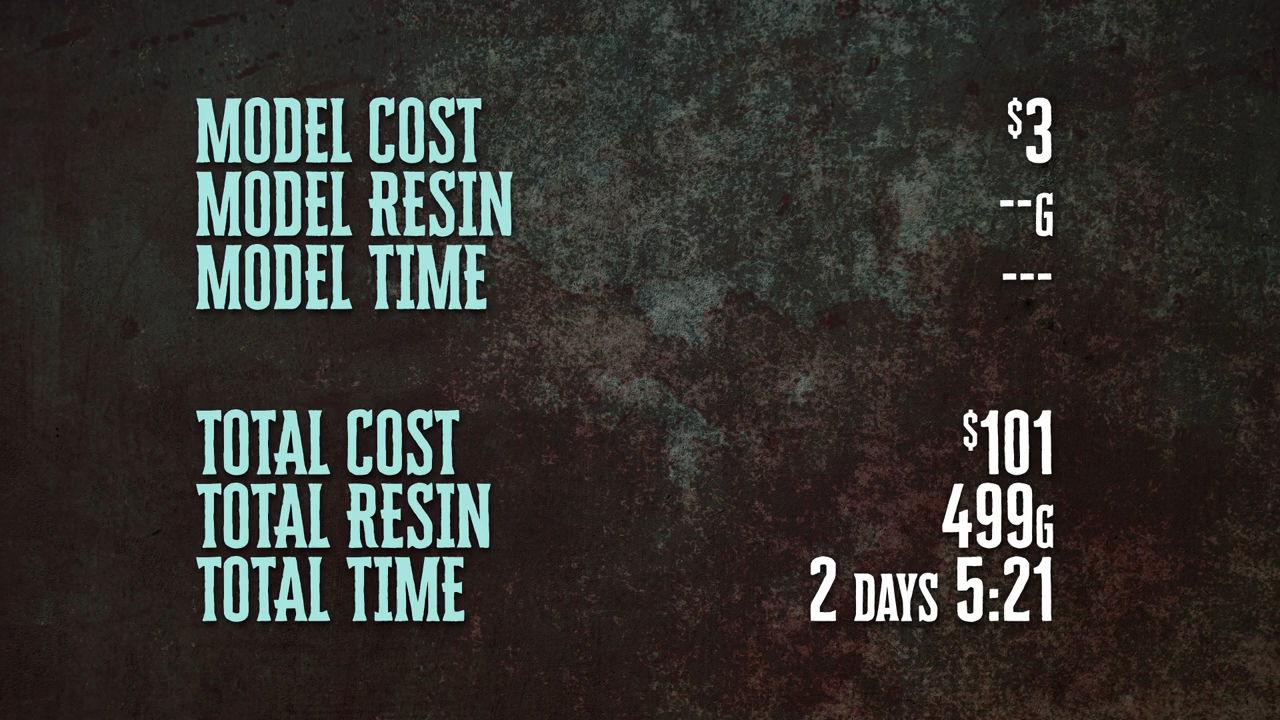 MODEL COST $3
MODEL RESIN --G
MODEL TIME ---
TOTAL COST $101
TOTAL RESIN 499G
TOTAL TIME 2 DAYS 5:21